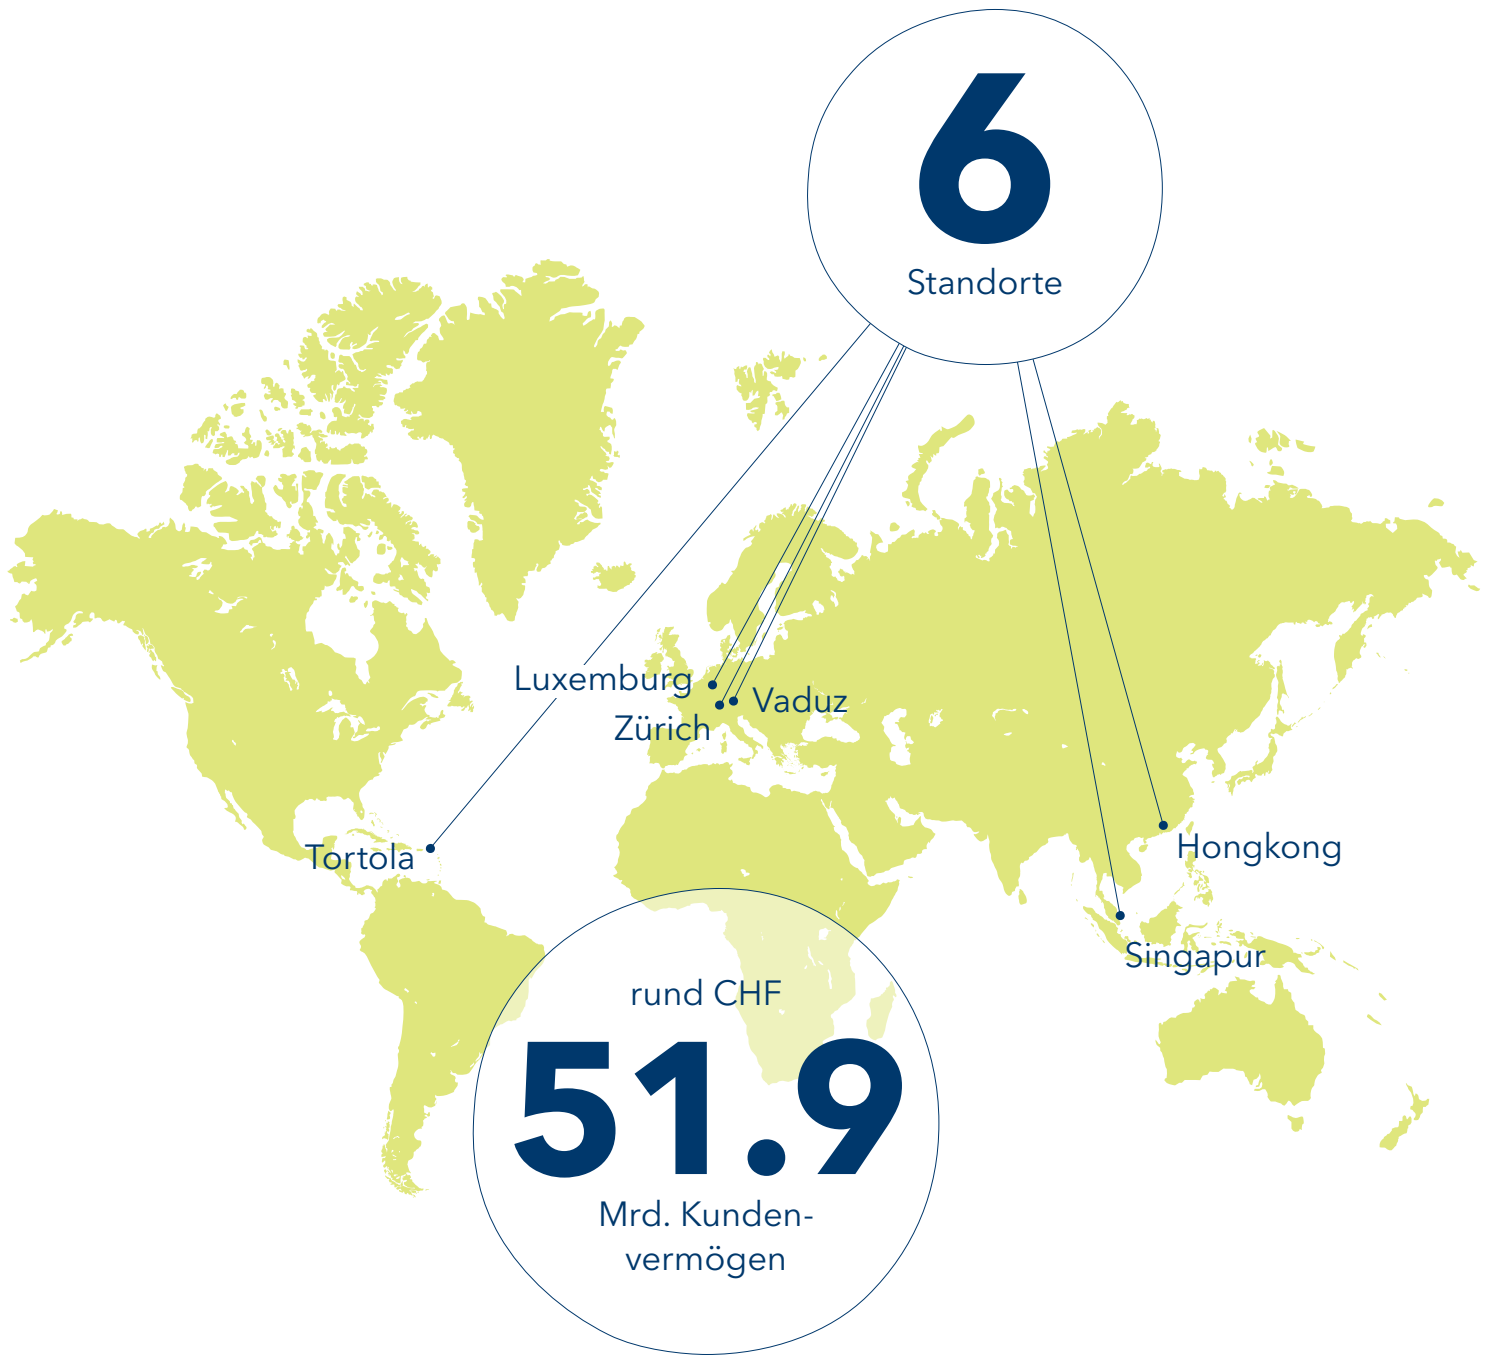 6
Standorte
Luxemburg
Vaduz
Zürich
Tortola
Hongkong
Singapur
rund CHF
51.9
Mrd. Kunden-
vermögen